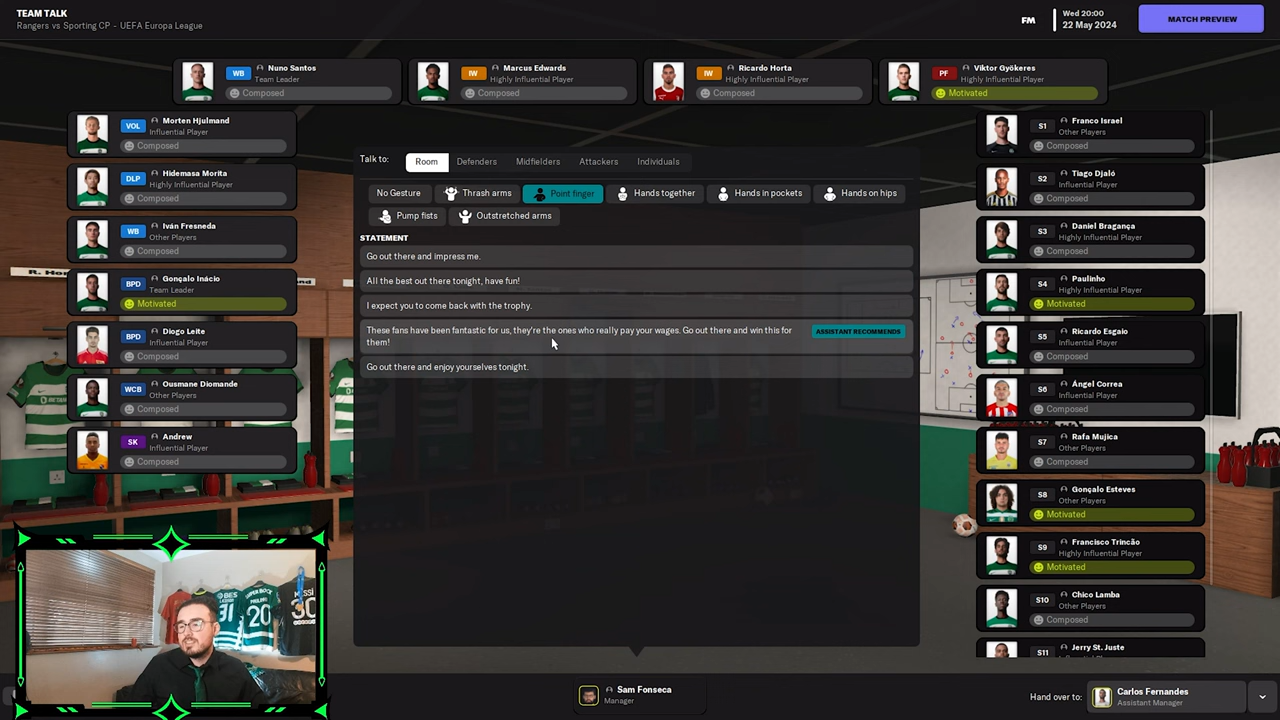 TEAM TALK
Rangers vs Sporting CP - UEFA Europa League
FM
Wed 20:00
22 May 2024
MATCH PREVIEW
WB
Nuno Santos
Team Leader
Composed
IW
Marcus Edwards
Highly Influential Player
Composed
IW
Ricardo Horta
Highly Influential Player
Composed
PF
Viktor Gyökeres
Highly Influential Player
Motivated
VOL
Morten Hjulmand
Influential Player
Composed
DLP
Hidemasa Morita
Highly Influential Player
Composed
WB
Iván Fresneda
Other Players
Composed
BPD
Gonçalo Inácio
Team Leader
Motivated
BPD
Diogo Leite
Influential Player
Composed
WCB
Ousmane Diomande
Other Players
Composed
SK
Andrew
Influential Player
Composed
Talk to:
Room
Defenders
Midfielders
Attackers
Individuals
No Gesture
Thrash arms
Point finger
Hands together
Hands in pockets
Hands on hips
Pump fists
Outstretched arms
STATEMENT
Go out there and impress me.
All the best out there tonight, have fun!
I expect you to come back with the trophy.
These fans have been fantastic for us, they're the ones who really pay your wages. Go out there and win this for
them!
ASSISTANT RECOMMENDS
Go out there and enjoy yourselves tonight.
S1
Franco Israel
Other Players
Composed
S2
Tiago Djaló
Influential Player
Composed
S3
Daniel Bragança
Highly Influential Player
Composed
S4
Paulinho
Highly Influential Player
Motivated
S5
Ricardo Esgaio
Influential Player
Composed
S6
Ángel Correa
Influential Player
Composed
S7
Rafa Mujica
Other Players
Composed
S8
Gonçalo Esteves
Other Players
Motivated
S9
Francisco Trincão
Highly Influential Player
Motivated
S10
Chico Lamba
Other Players
Composed
S11
Jerry St. Juste
R. Ho
31
20
30
Sam Fonseca
Manager
Hand over to:
Carlos Fernandes
Assistant Manager